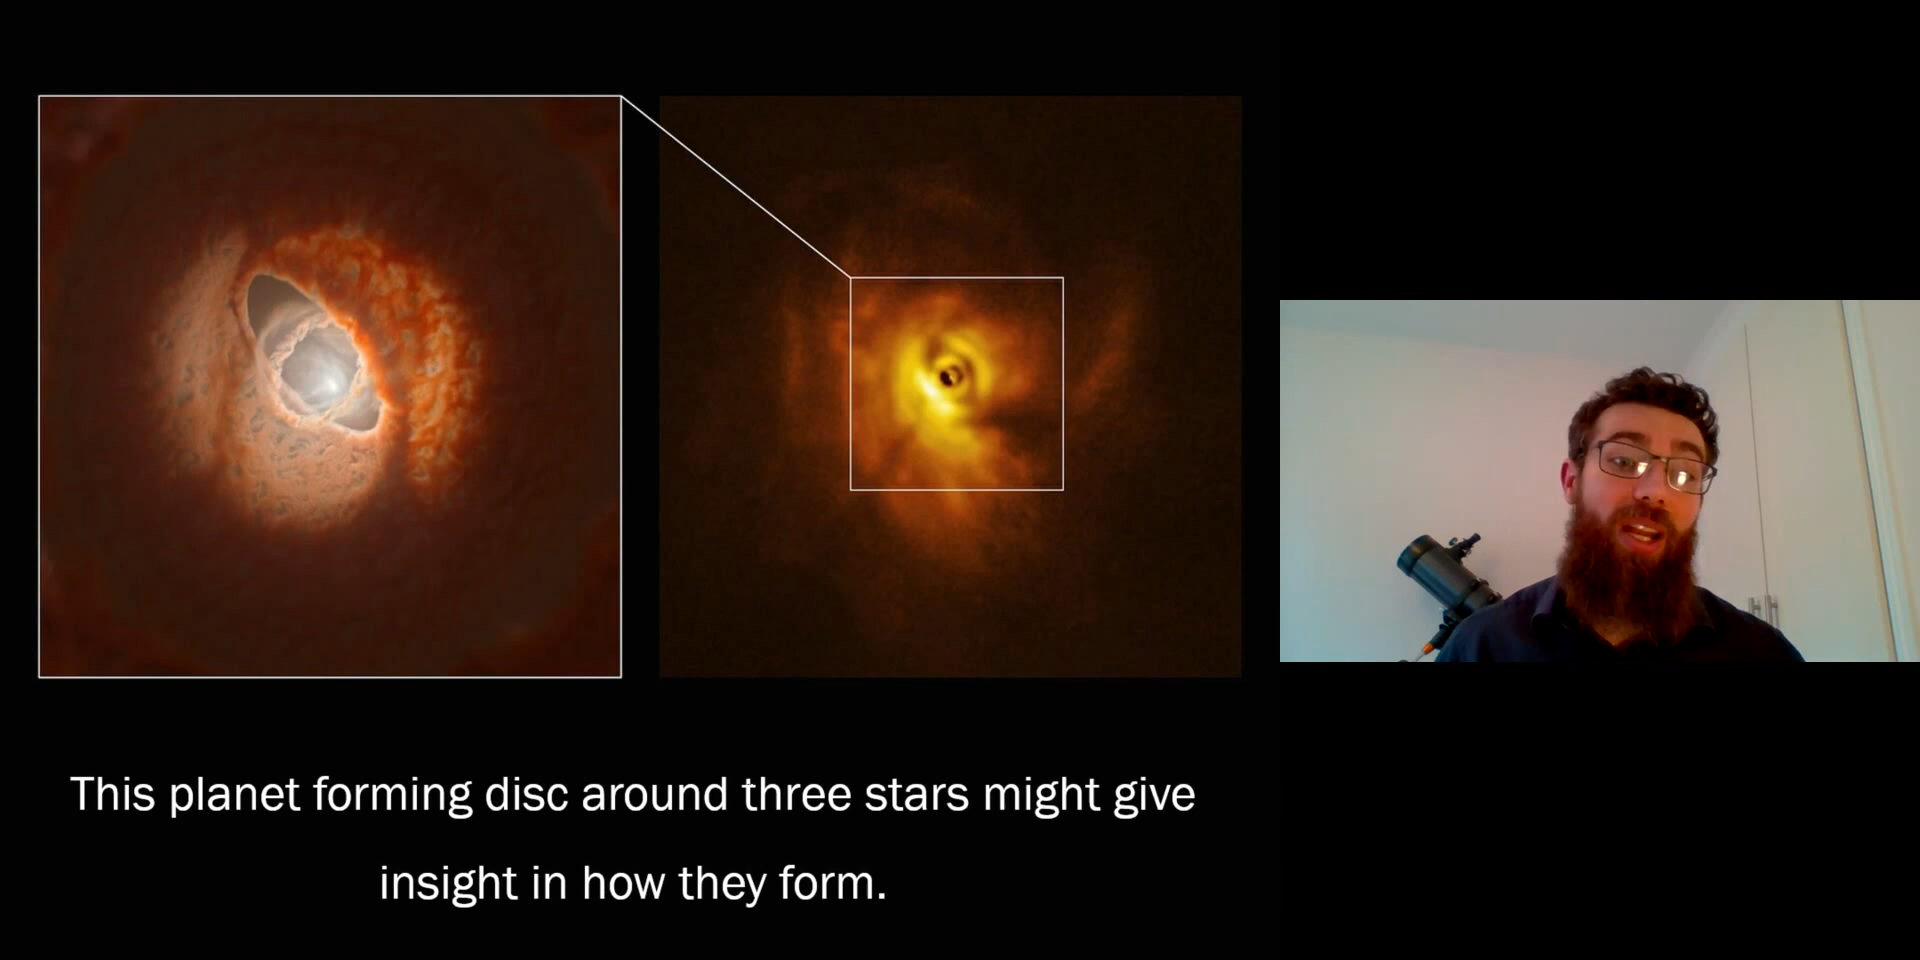 This planet forming disc around three stars might give
insight in how they form.